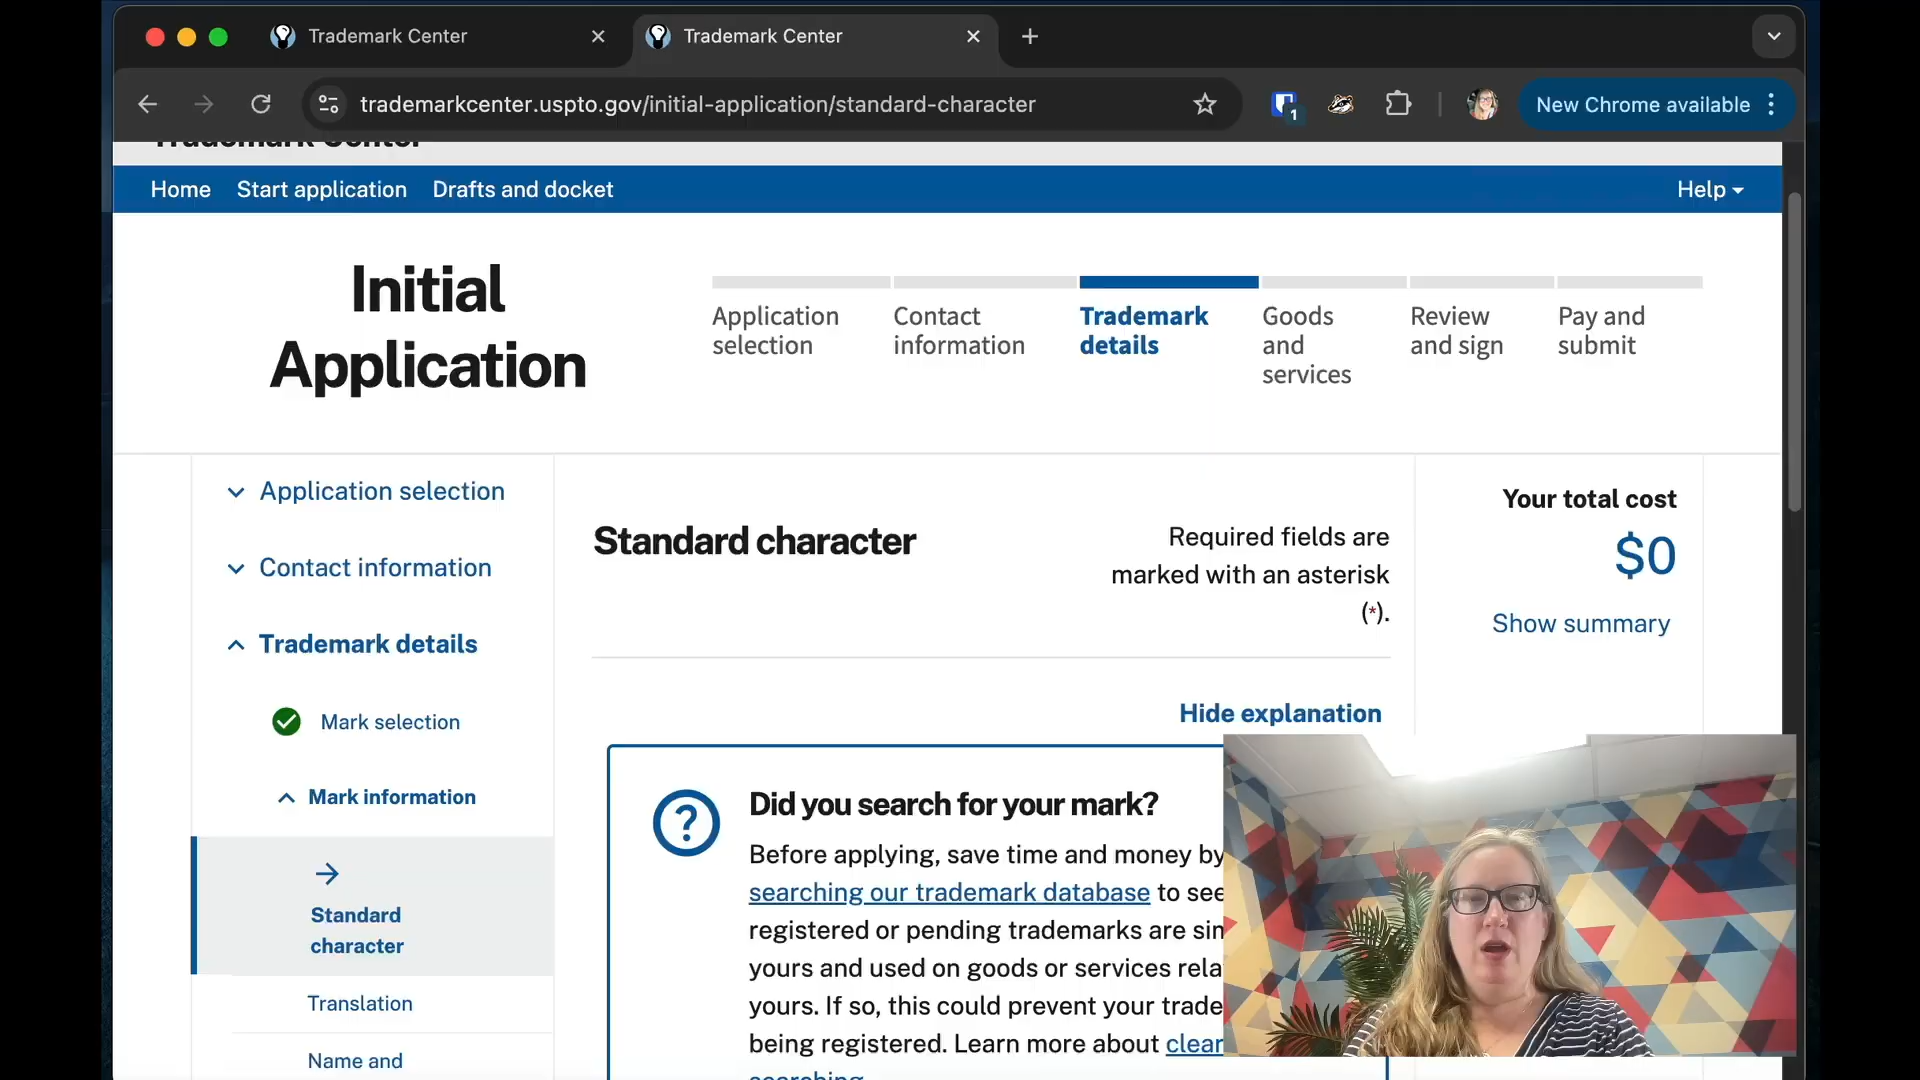 Trademark Center
Trademark Center
trademarkcenter.uspto.gov/initial-application/standard-character
1
New Chrome available
Trademark Center
Home
Start application
Drafts and docket
Help
Initial
Application
Application
selection
Contact
information
Trademark
details
Goods
and
services
Review
and sign
Pay and
submit
Application selection
Contact information
Trademark details
Mark selection
Mark information
Standard
character
Translation
Name and
Standard character
Required fields are
marked with an asterisk
(*).
Hide explanation
Did you search for your mark?
Before applying, save time and money by
searching our trademark database to see
registered or pending trademarks are sim
yours and used on goods or services rela
yours. If so, this could prevent your trade
being registered. Learn more about clear
searching
Your total cost
$0
Show summary